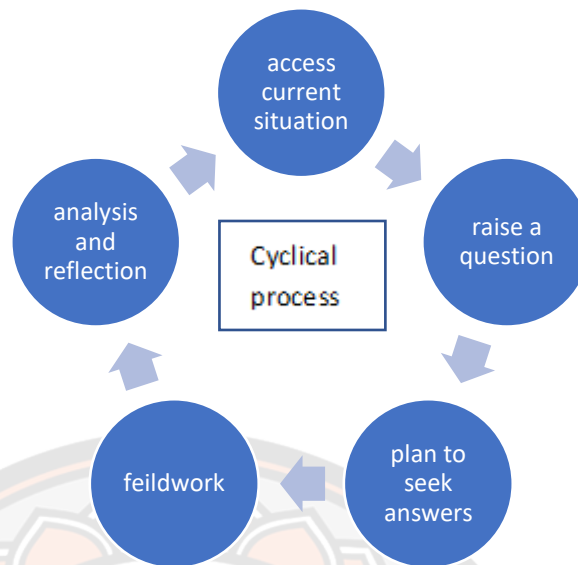 access
current
situation
raise a
question
plan to
seek
answers
feildwork
analysis
and
reflection
Cyclical
process